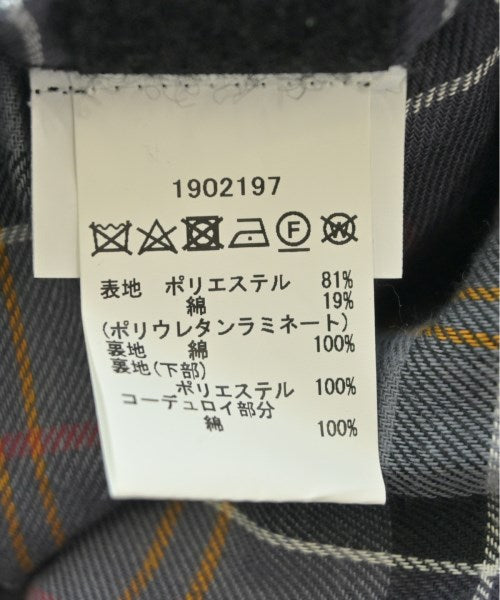 1902197
F W
表地 ポリエステル 81%
綿 19%
(ポリウレタンラミネート)
裏地 綿 100%
裏地(下部)
ポリエステル 100%
コーデュロイ部分
綿 100%